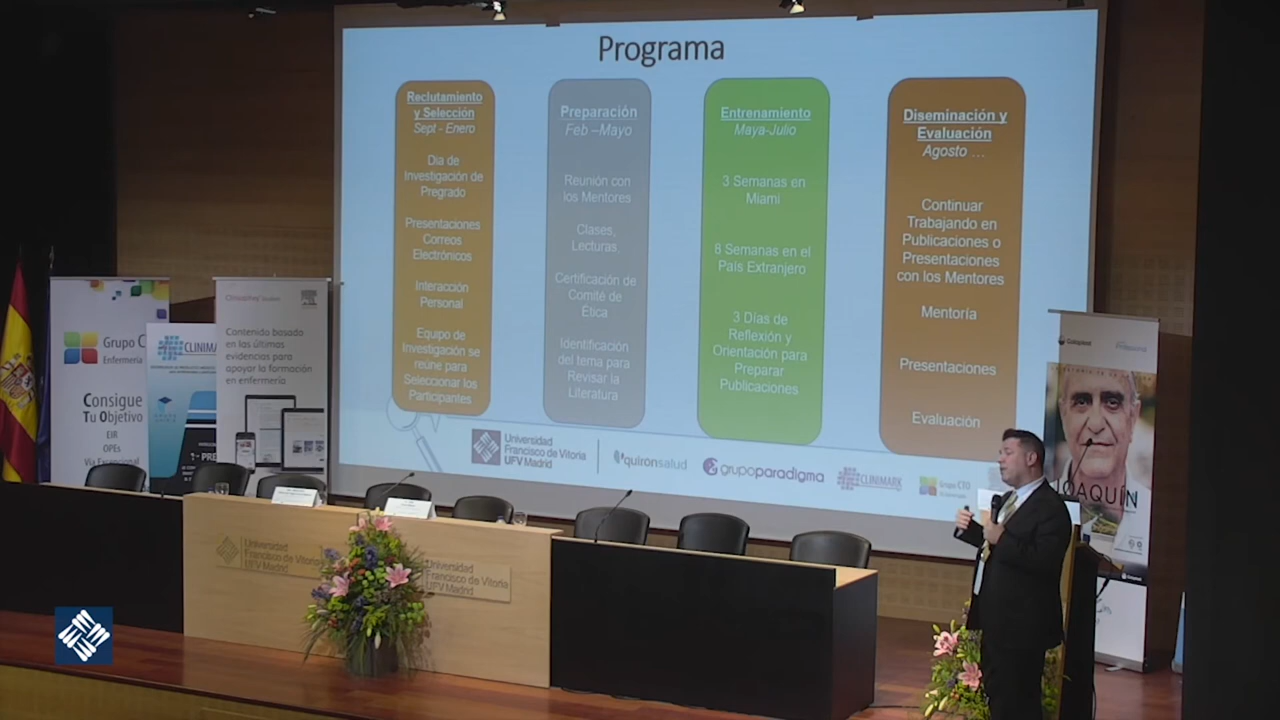 Programa
Reclutamiento
y Selección
Sept - Enero
Dia de
Investigación de
Pregrado
Presentaciones
Correos
Electrónicos
Interacción
Personal
Equipo de
Investigación se
reúne para
Seleccionar los
Participantes
Preparación
Feb –Mayo
Reunión con
los Mentores
Clases,
Lecturas.
Certificación de
Comité de
Etica
Identificación
del tema para
Revisar la
Literatura
Entrenamiento
Maya-Julio
3 Semanas en
Miami
8 Semanas en el
País Extranjero
3 Días de
Reflexión y
Orientación para
Preparar
Publicaciones
Diseminación y
Evaluación
Agosto …
Continuar
Trabajando en
Publicaciones o
Presentaciones
con los Mentores
Mentoría
Presentaciones
Evaluación
Universidad
Francisco de Vitoria
UFV Madrid
quironsalud
grupoparadigma
CLINIMARK
Grupo CTO
Grupo C
Enfermería
Consigue
Tu Objetivo
EIR
OPEs
Vía Excepcional
CLINIMA
Contenido basado
en las últimas
evidencias para
apoyar la formación
en enfermería
Coloplast
JOAQUÍN
Universidad
Francisco de Vitoria
UFV Madrid
Universidad
Francisco de Vitoria
UFV Madrid